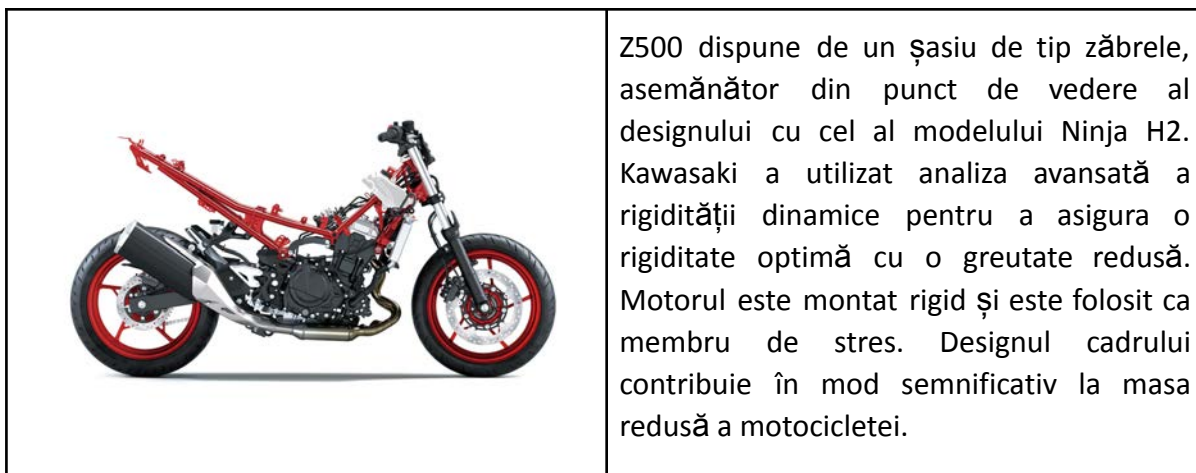 Z500 dispune de un șasiu de tip zăbrele,
asemănător din punct de vedere al
designului cu cel al modelului Ninja H2.
Kawasaki a utilizat analiza avansată a
rigidității dinamice pentru a asigura o
rigiditate optimă cu o greutate redusă.
Motorul este montat rigid și este folosit ca
membru de stres. Designul cadrului
contribuie în mod semnificativ la masa
redusă a motocicletei.